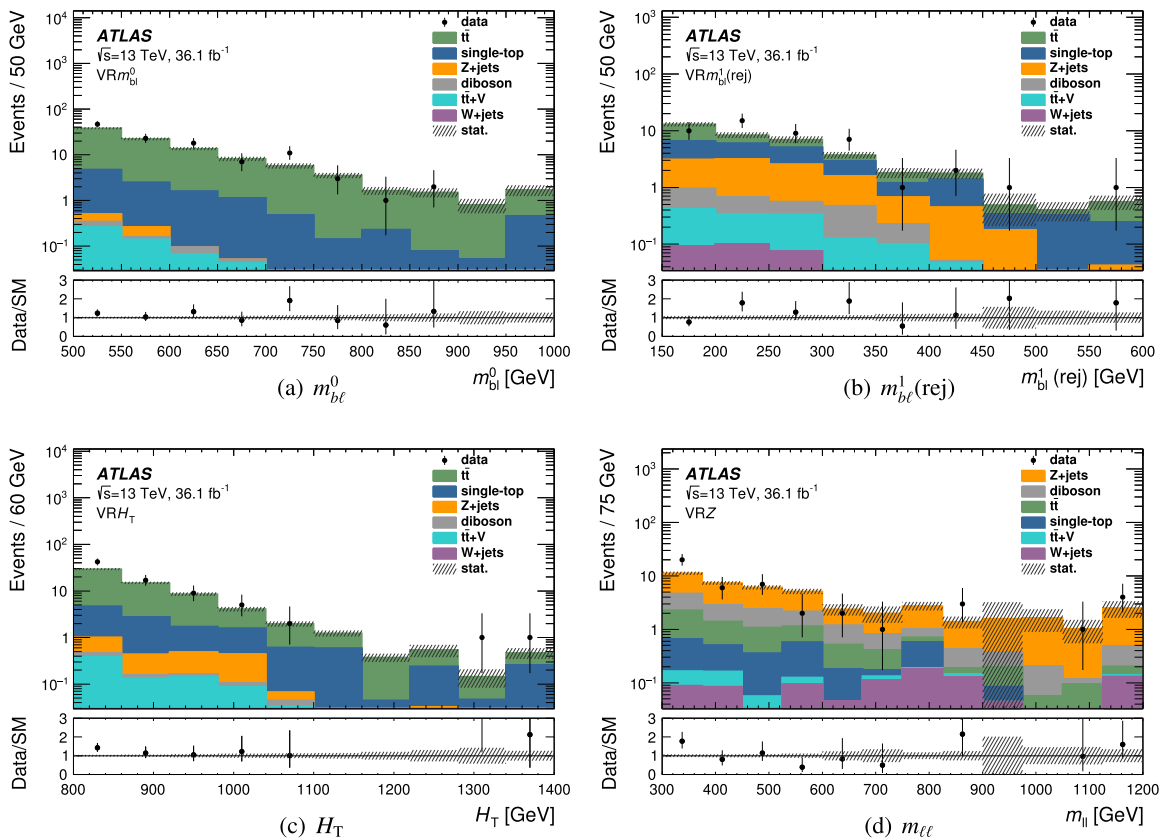 Events / 50 GeV
10⁴
10³
10²
10
1
10⁻¹
ATLAS
√s=13 TeV, 36.1 fb⁻¹
VRm⁰bl
data
tt̄
single-top
Z+jets
diboson
tt̄+V
W+jets
stat.
Data/SM
3
2
1
0
500 550 600 650 700 750 800 850 900 950 1000
m⁰bl [GeV]
(a) m⁰bℓ
Events / 50 GeV
10³
10²
10
1
10⁻¹
ATLAS
√s=13 TeV, 36.1 fb⁻¹
VRm¹bl(rej)
data
tt̄
single-top
Z+jets
diboson
tt̄+V
W+jets
stat.
Data/SM
3
2
1
0
150 200 250 300 350 400 450 500 550 600
m¹bl (rej) [GeV]
(b) m¹bℓ(rej)
Events / 60 GeV
10⁴
10³
10²
10
1
10⁻¹
ATLAS
√s=13 TeV, 36.1 fb⁻¹
VRH_T
data
tt̄
single-top
Z+jets
diboson
tt̄+V
W+jets
stat.
Data/SM
3
2
1
0
800 900 1000 1100 1200 1300 1400
H_T [GeV]
(c) H_T
Events / 75 GeV
10³
10²
10
1
10⁻¹
ATLAS
√s=13 TeV, 36.1 fb⁻¹
VRZ
data
Z+jets
diboson
tt̄
single-top
tt̄+V
W+jets
stat.
Data/SM
3
2
1
0
300 400 500 600 700 800 900 1000 1100 1200
m_ll [GeV]
(d) m_ℓℓ